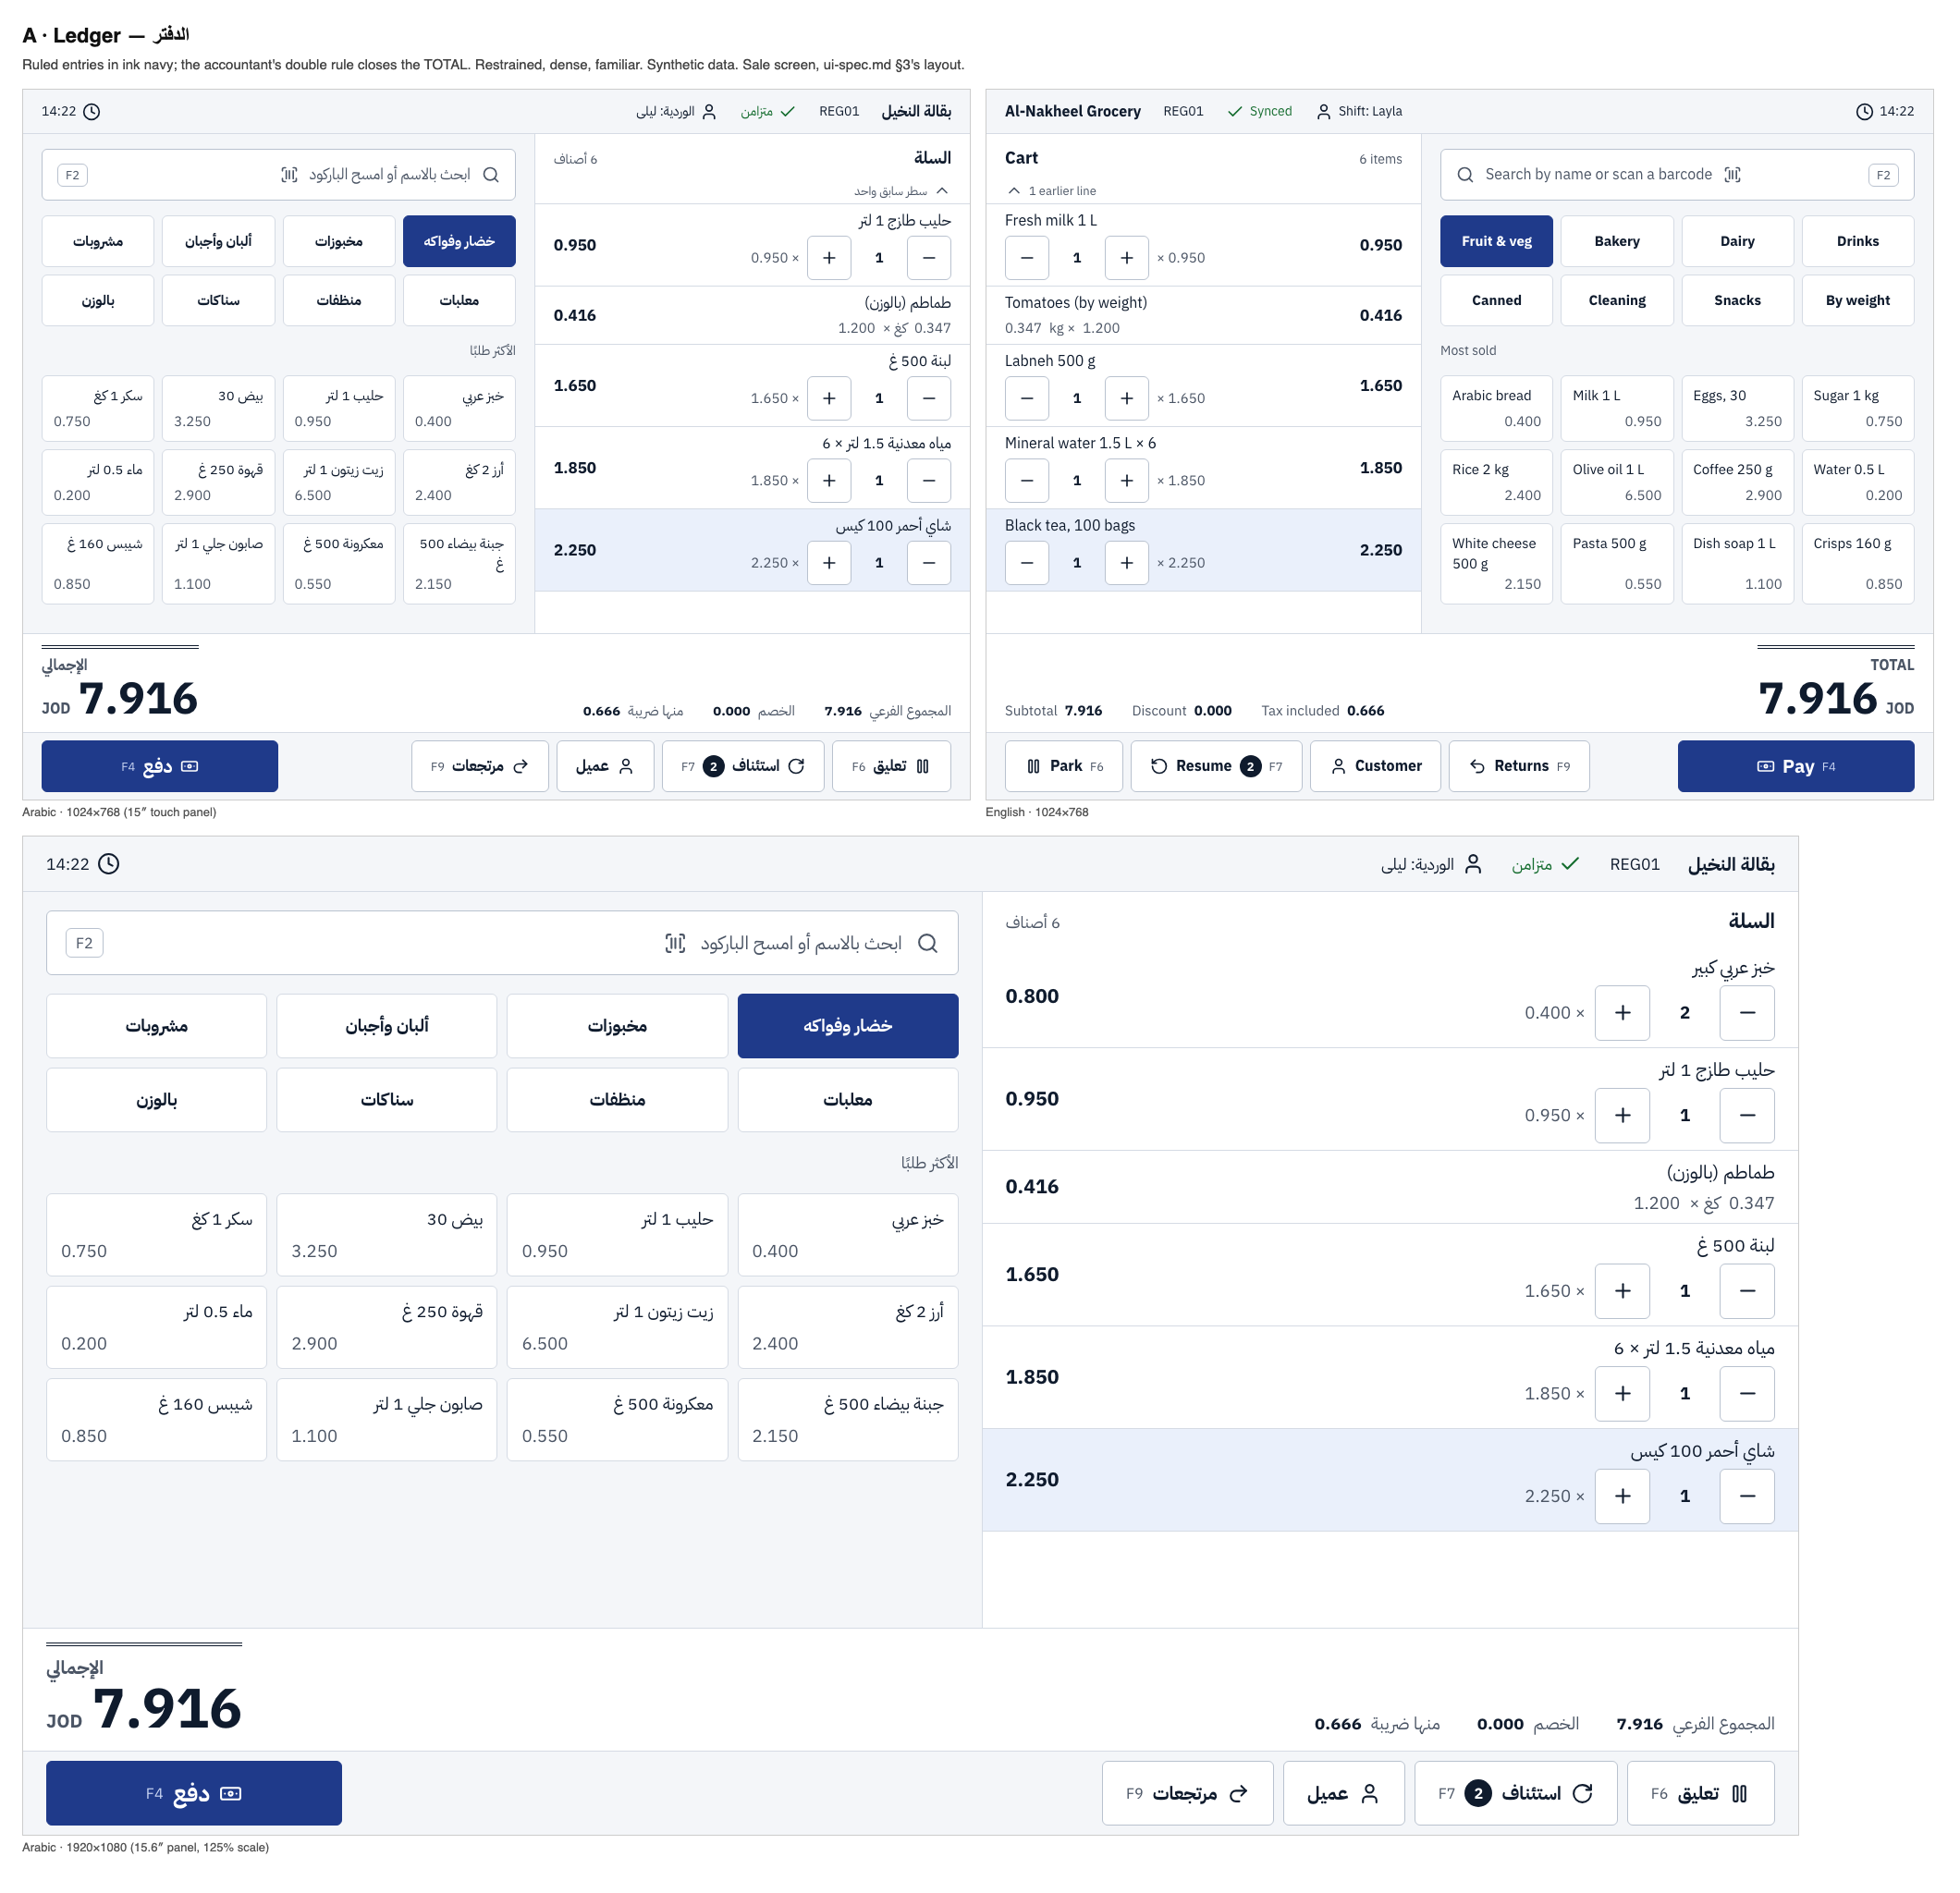 A · Ledger — الدفتر
Ruled entries in ink navy; the accountant's double rule closes the TOTAL. Restrained, dense, familiar. Synthetic data. Sale screen, ui-spec.md §3's layout.
بقالة النخيل REG01 متزامن الوردية: ليلى 14:22
السلة 6 أصناف
سطر سابق واحد
حليب طازج 1 لتر
1 × 0.950 0.950
طماطم (بالوزن)
0.347 كغ × 1.200 0.416
لبنة 500 غ
1 × 1.650 1.650
مياه معدنية 1.5 لتر × 6
1 × 1.850 1.850
شاي أحمر 100 كيس
1 × 2.250 2.250
ابحث بالاسم أو امسح الباركود F2
خضار وفواكه مخبوزات ألبان وأجبان مشروبات
معلبات منظفات سناكات بالوزن
الأكثر طلبًا
خبز عربي حليب 1 لتر بيض 30 سكر 1 كغ
0.400 0.950 3.250 0.750
أرز 2 كغ زيت زيتون 1 لتر قهوة 250 غ ماء 0.5 لتر
2.400 6.500 2.900 0.200
جبنة بيضاء 500 غ معكرونة 500 غ صابون جلي 1 لتر شيبس 160 غ
2.150 0.550 1.100 0.850
المجموع الفرعي 7.916 الخصم 0.000 منها ضريبة 0.666
الإجمالي
7.916 JOD
تعليق F6 استئناف 2 F7 عميل مرتجعات F9 دفع F4
Arabic · 1024×768 (15″ touch panel)
Al-Nakheel Grocery REG01 Synced Shift: Layla 14:22
Cart 6 items
1 earlier line
Fresh milk 1 L
1 × 0.950 0.950
Tomatoes (by weight)
0.347 kg × 1.200 0.416
Labneh 500 g
1 × 1.650 1.650
Mineral water 1.5 L × 6
1 × 1.850 1.850
Black tea, 100 bags
1 × 2.250 2.250
Search by name or scan a barcode F2
Fruit & veg Bakery Dairy Drinks
Canned Cleaning Snacks By weight
Most sold
Arabic bread Milk 1 L Eggs, 30 Sugar 1 kg
0.400 0.950 3.250 0.750
Rice 2 kg Olive oil 1 L Coffee 250 g Water 0.5 L
2.400 6.500 2.900 0.200
White cheese 500 g Pasta 500 g Dish soap 1 L Crisps 160 g
2.150 0.550 1.100 0.850
Subtotal 7.916 Discount 0.000 Tax included 0.666
TOTAL
7.916 JOD
Park F6 Resume 2 F7 Customer Returns F9 Pay F4
English · 1024×768
بقالة النخيل REG01 متزامن الوردية: ليلى 14:22
السلة 6 أصناف
خبز عربي كبير
2 × 0.400 0.800
حليب طازج 1 لتر
1 × 0.950 0.950
طماطم (بالوزن)
0.347 كغ × 1.200 0.416
لبنة 500 غ
1 × 1.650 1.650
مياه معدنية 1.5 لتر × 6
1 × 1.850 1.850
شاي أحمر 100 كيس
1 × 2.250 2.250
ابحث بالاسم أو امسح الباركود F2
خضار وفواكه مخبوزات ألبان وأجبان مشروبات
معلبات منظفات سناكات بالوزن
الأكثر طلبًا
خبز عربي حليب 1 لتر بيض 30 سكر 1 كغ
0.400 0.950 3.250 0.750
أرز 2 كغ زيت زيتون 1 لتر قهوة 250 غ ماء 0.5 لتر
2.400 6.500 2.900 0.200
جبنة بيضاء 500 غ معكرونة 500 غ صابون جلي 1 لتر شيبس 160 غ
2.150 0.550 1.100 0.850
المجموع الفرعي 7.916 الخصم 0.000 منها ضريبة 0.666
الإجمالي
7.916 JOD
تعليق F6 استئناف 2 F7 عميل مرتجعات F9 دفع F4
Arabic · 1920×1080 (15.6″ panel, 125% scale)